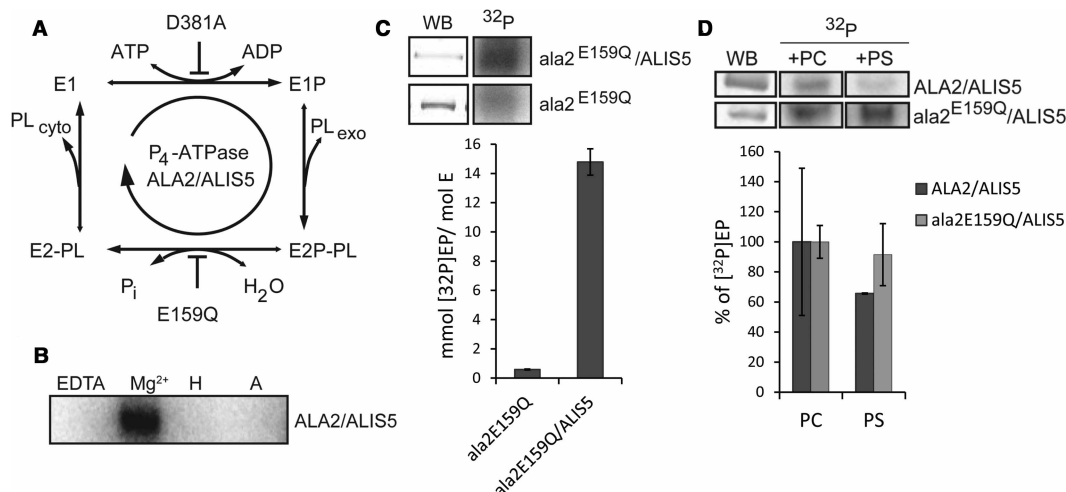 A
D381A
ATP
ADP
E1
E1P
PL cyto
PL exo
P4-ATPase
ALA2/ALIS5
E2-PL
E2P-PL
Pi
H2O
E159Q
B
EDTA Mg2+ H A
ALA2/ALIS5
C
WB 32P
ala2E159Q/ALIS5
ala2E159Q
mmol [32P]EP/ mol E
16
14
12
10
8
6
4
2
0
ala2E159Q
ala2E159Q/ALIS5
D
32P
WB +PC +PS
ALA2/ALIS5
ala2E159Q/ALIS5
% of [32P]EP
160
140
120
100
80
60
40
20
0
PC PS
ALA2/ALIS5
ala2E159Q/ALIS5